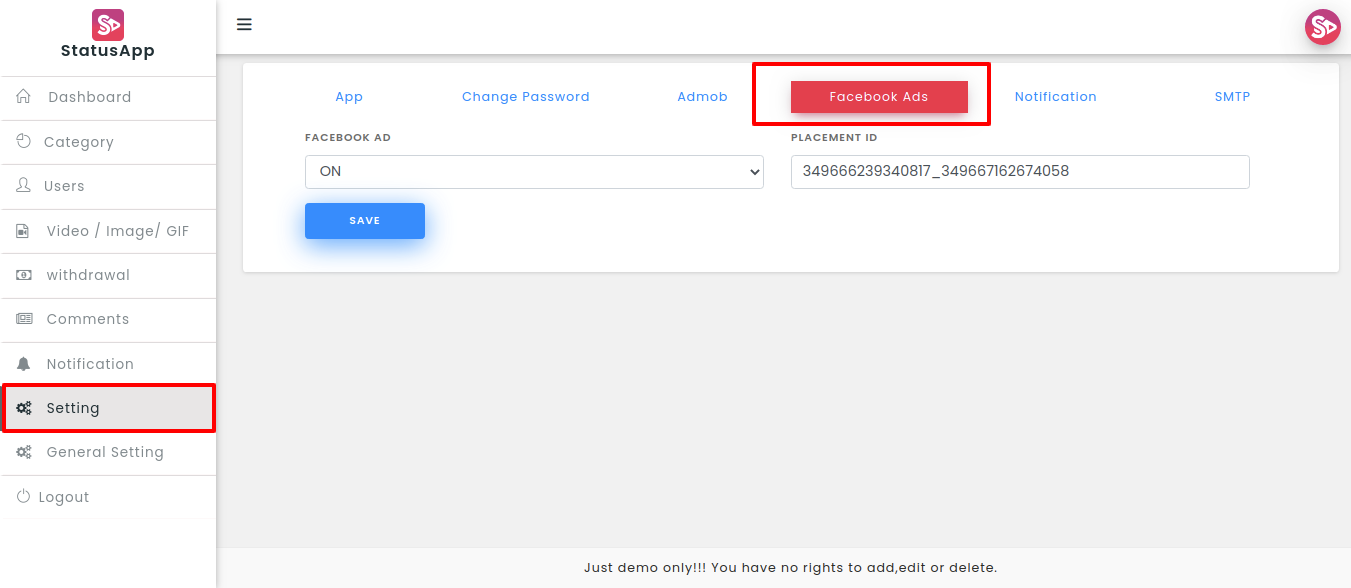 StatusApp
Dashboard
Category
Users
Video / Image/ GIF
withdrawal
Comments
Notification
Setting
General Setting
Logout
App Change Password Admob Facebook Ads Notification SMTP
FACEBOOK AD PLACEMENT ID
ON 349666239340817_349667162674058
SAVE
Just demo only!!! You have no rights to add,edit or delete.